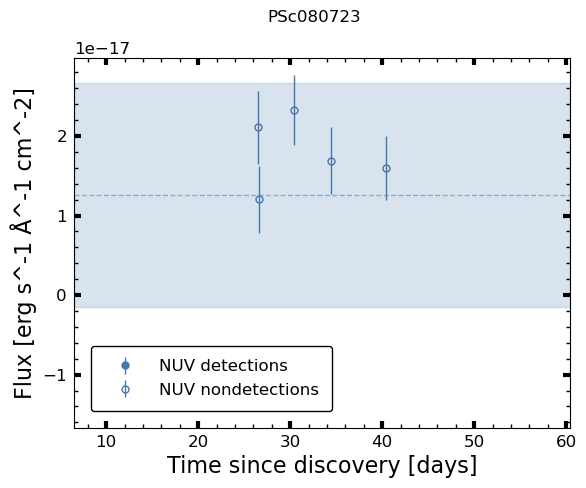 PSc080723
1e−17
Flux [erg s^-1 Å^-1 cm^-2]
2
1
0
−1
NUV detections
NUV nondetections
10 20 30 40 50 60
Time since discovery [days]